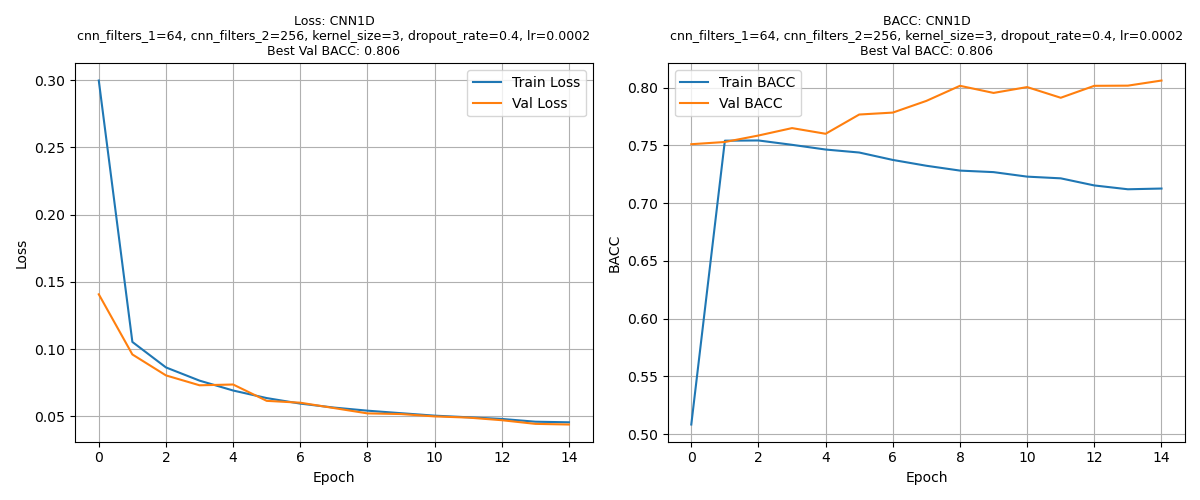 Loss: CNN1D
cnn_filters_1=64, cnn_filters_2=256, kernel_size=3, dropout_rate=0.4, lr=0.0002
Best Val BACC: 0.806
Train Loss
Val Loss
0.30
0.25
0.20
0.15
0.10
0.05
Loss
0 2 4 6 8 10 12 14
Epoch
BACC: CNN1D
cnn_filters_1=64, cnn_filters_2=256, kernel_size=3, dropout_rate=0.4, lr=0.0002
Best Val BACC: 0.806
Train BACC
Val BACC
0.80
0.75
0.70
0.65
0.60
0.55
0.50
BACC
0 2 4 6 8 10 12 14
Epoch